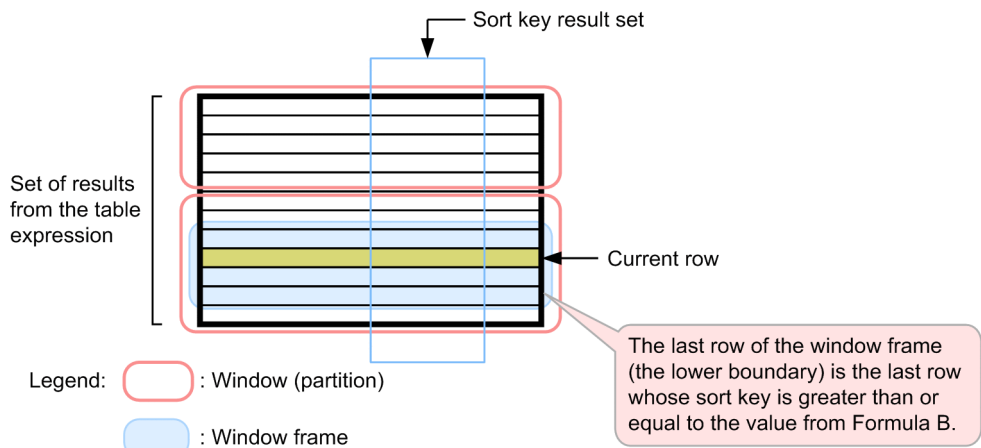 Sort key result set
Set of results
from the table
expression
Current row
The last row of the window frame
(the lower boundary) is the last row
whose sort key is greater than or
equal to the value from Formula B.
Legend: : Window (partition)
: Window frame